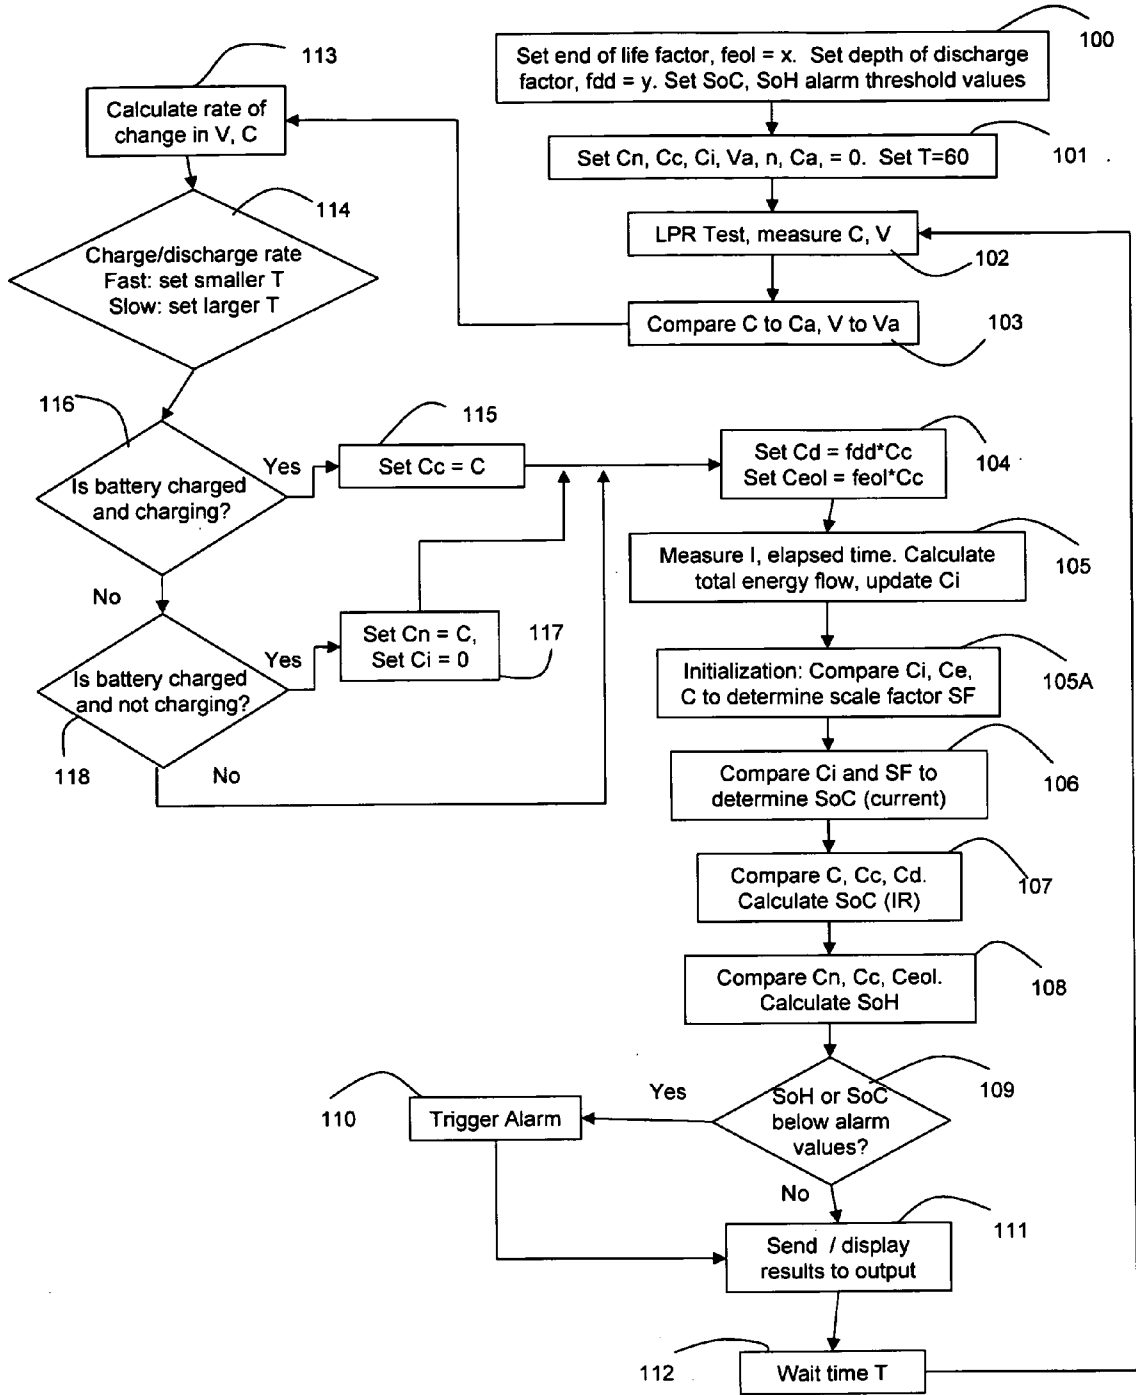 100
Set end of life factor, feol = x. Set depth of discharge
factor, fdd = y. Set SoC, SoH alarm threshold values
101
Set Cn, Cc, Ci, Va, n, Ca, = 0. Set T=60
LPR Test, measure C, V
102
Compare C to Ca, V to Va
103
113
Calculate rate of
change in V, C
114
Charge/discharge rate
Fast: set smaller T
Slow: set larger T
116
Is battery charged
and charging?
Yes
No
115
Set Cc = C
Is battery charged
and not charging?
Yes
No
118
Set Cn = C,
Set Ci = 0
117
Set Cd = fdd*Cc
Set Ceol = feol*Cc
104
Measure I, elapsed time. Calculate
total energy flow, update Ci
105
Initialization: Compare Ci, Ce,
C to determine scale factor SF
105A
Compare Ci and SF to
determine SoC (current)
106
Compare C, Cc, Cd.
Calculate SoC (IR)
107
Compare Cn, Cc, Ceol.
Calculate SoH
108
SoH or SoC
below alarm
values?
109
Yes
No
110
Trigger Alarm
Send / display
results to output
111
112
Wait time T